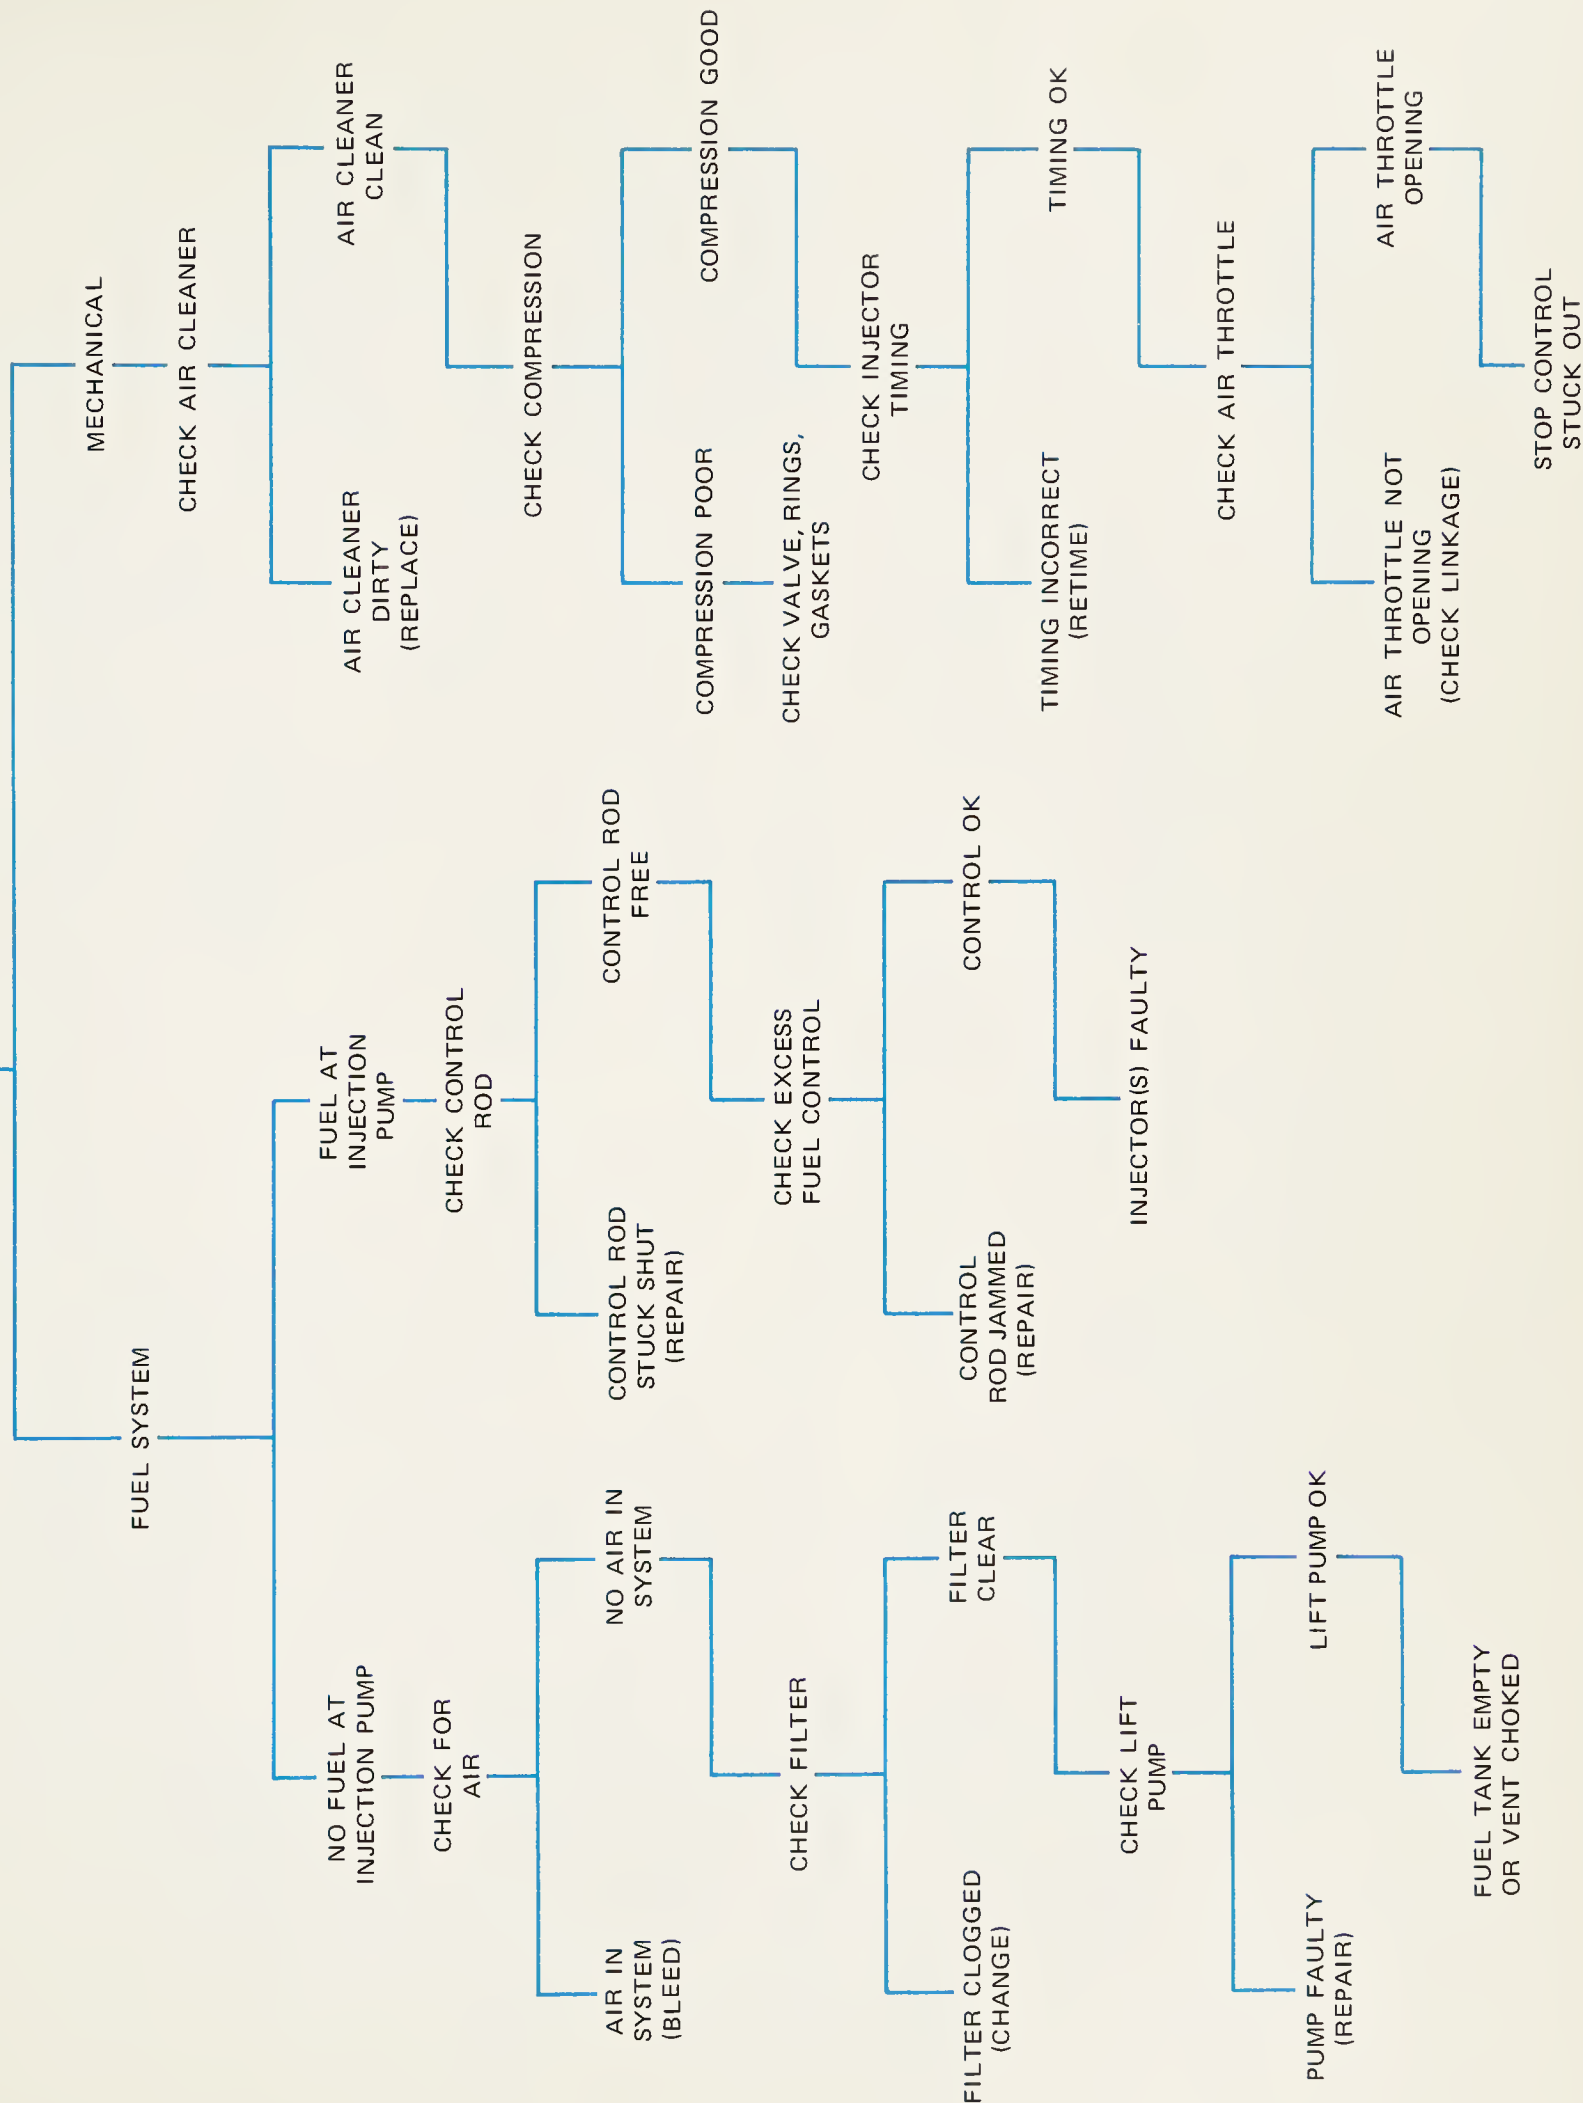 FUEL SYSTEM
NO FUEL AT
INJECTION PUMP
CHECK FOR
AIR
AIR IN
SYSTEM
(BLEED)
NO AIR IN
SYSTEM
CHECK FILTER
FILTER CLOGGED
(CHANGE)
FILTER
CLEAR
CHECK LIFT
PUMP
PUMP FAULTY
(REPAIR)
LIFT PUMP OK
FUEL TANK EMPTY
OR VENT CHOKED
FUEL AT
INJECTION
PUMP
CHECK CONTROL
ROD
CONTROL ROD
STUCK SHUT
(REPAIR)
CONTROL ROD
FREE
CHECK EXCESS
FUEL CONTROL
CONTROL
ROD JAMMED
(REPAIR)
CONTROL OK
INJECTOR(S) FAULTY
MECHANICAL
CHECK AIR CLEANER
AIR CLEANER
DIRTY
(REPLACE)
AIR CLEANER
CLEAN
CHECK COMPRESSION
COMPRESSION POOR
CHECK VALVE, RINGS,
GASKETS
COMPRESSION GOOD
CHECK INJECTOR
TIMING
TIMING INCORRECT
(RETIME)
TIMING OK
CHECK AIR THROTTLE
AIR THROTTLE NOT
OPENING
(CHECK LINKAGE)
AIR THROTTLE
OPENING
STOP CONTROL
STUCK OUT